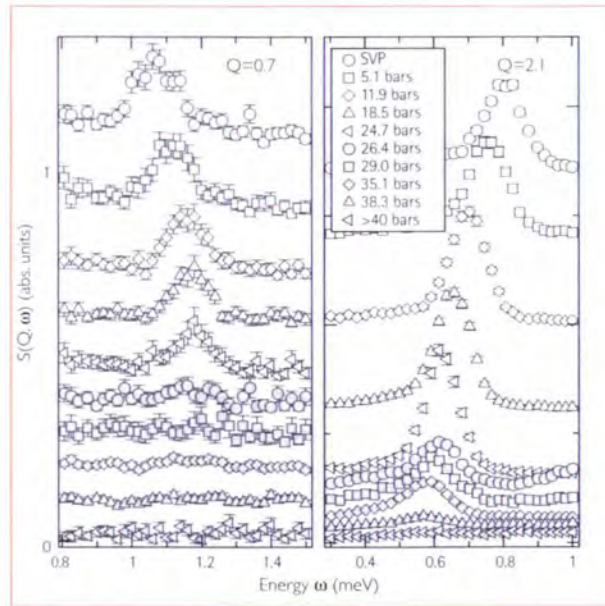 Q=0.7
Q=2.1
SVP
5.1 bars
11.9 bars
18.5 bars
24.7 bars
26.4 bars
29.0 bars
35.1 bars
38.3 bars
>40 bars
S(Q, ω) (abs. units)
1
0
0.8 1 1.2 1.4
0.4 0.6 0.8 1
Energy ω (meV)